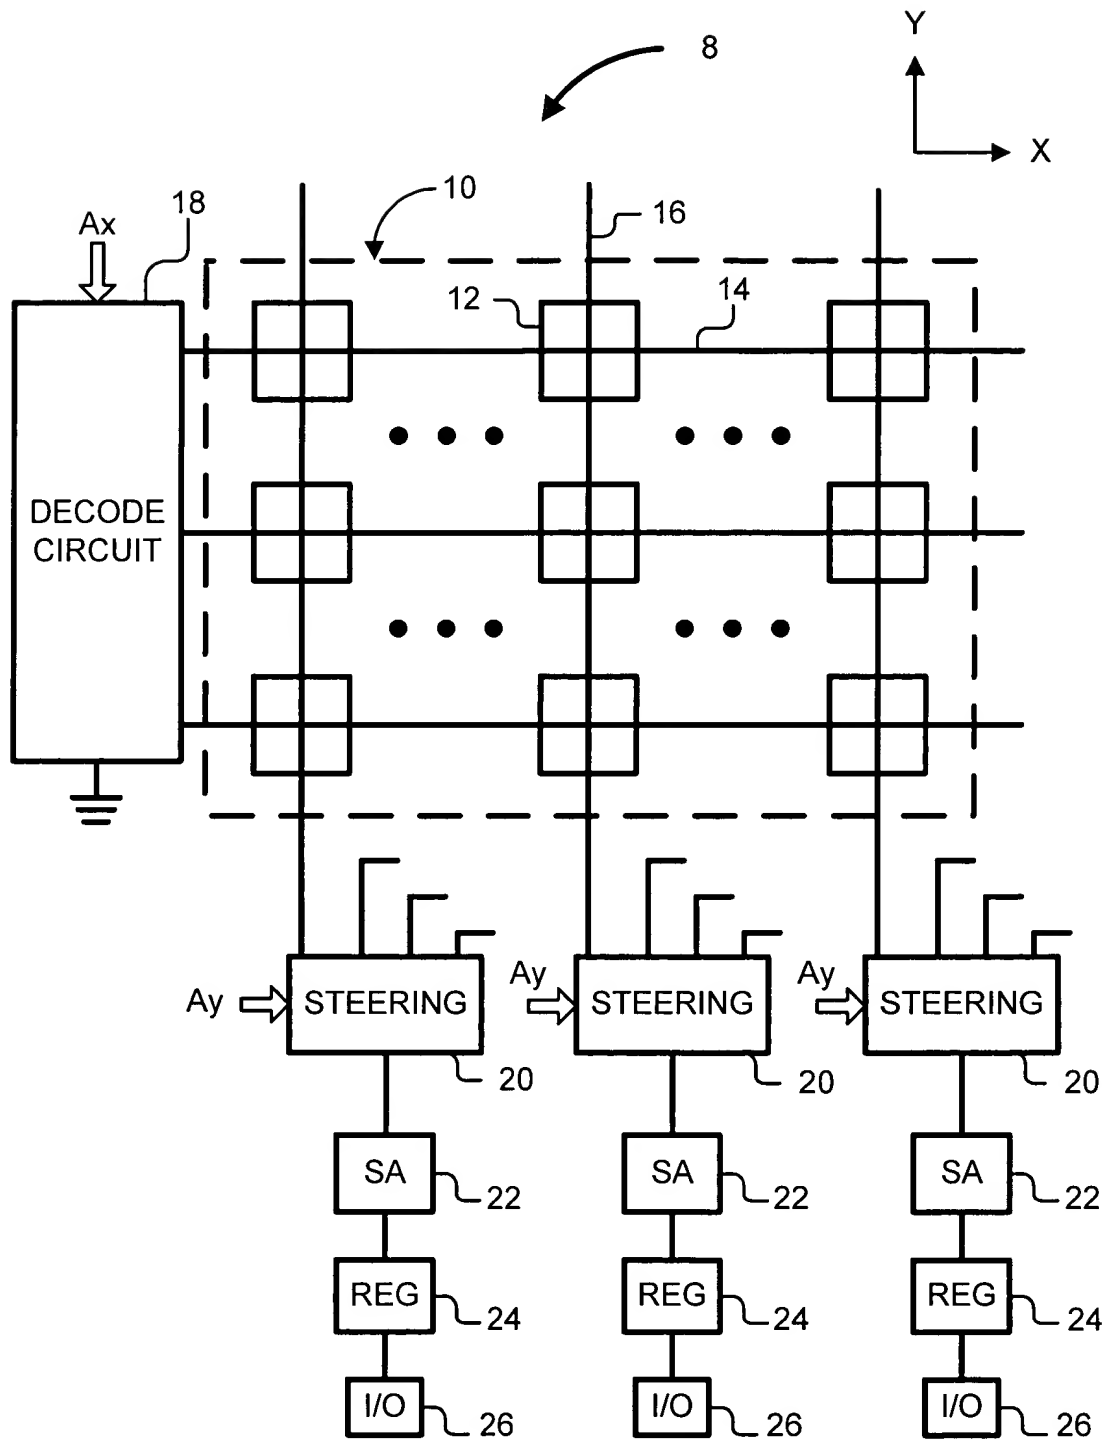 Y
8
X
10
18
16
Ax
12
14
DECODE
CIRCUIT
Ay
STEERING
Ay
STEERING
Ay
STEERING
20
20
20
SA
22
SA
22
SA
22
REG
24
REG
24
REG
24
I/O
26
I/O
26
I/O
26